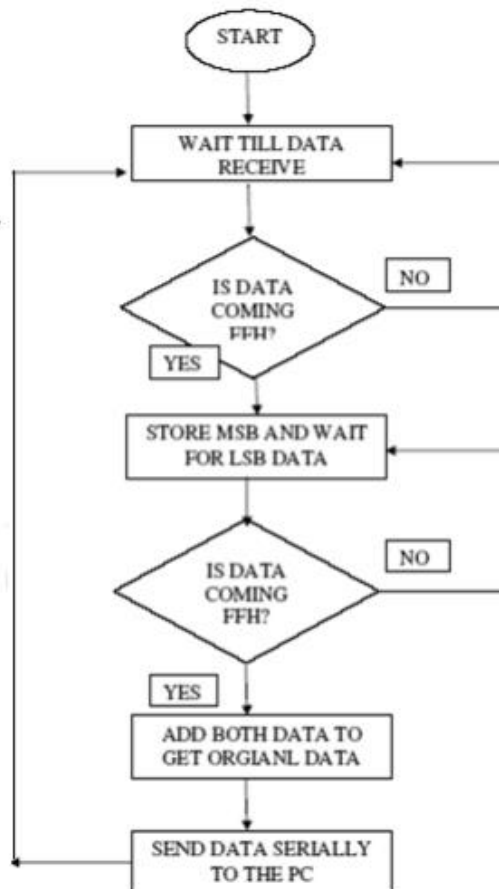 START
WAIT TILL DATA
RECEIVE
IS DATA
COMING
FFH?
NO
YES
STORE MSB AND WAIT
FOR LSB DATA
IS DATA
COMING
FFH?
NO
YES
ADD BOTH DATA TO
GET ORGIANL DATA
SEND DATA SERIALLY
TO THE PC